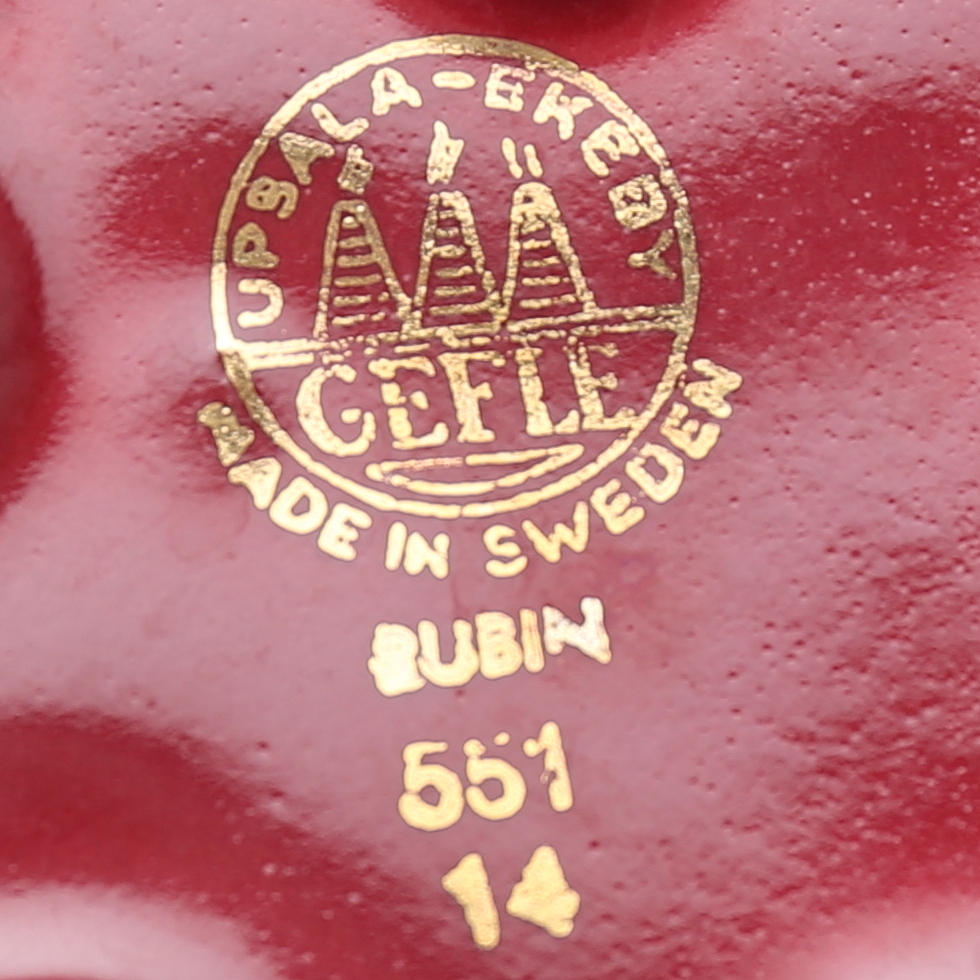 UPSALA-EKEBY
GEFLE
MADE IN SWEDEN
RUBIN
551
14